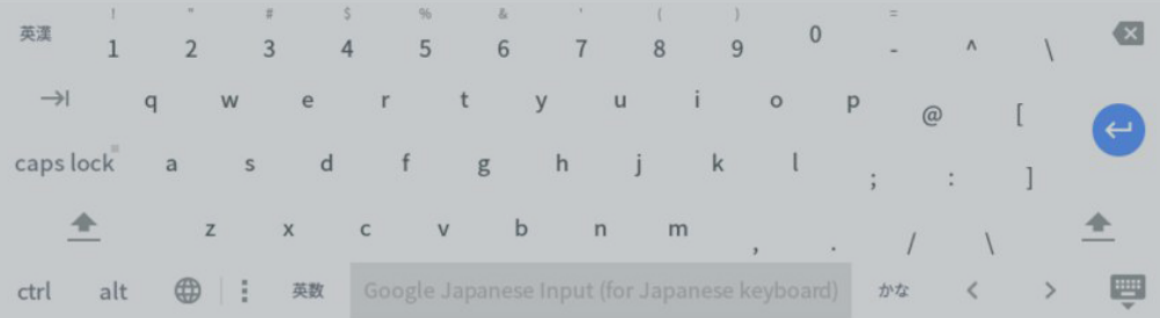 ! " # $ % & ' ( ) =
英漢 1 2 3 4 5 6 7 8 9 0 - ^ \
q w e r t y u i o p @ [
caps lock a s d f g h j k l ; : ]
z x c v b n m , . / \
ctrl alt 英数 Google Japanese Input (for Japanese keyboard) かな < >